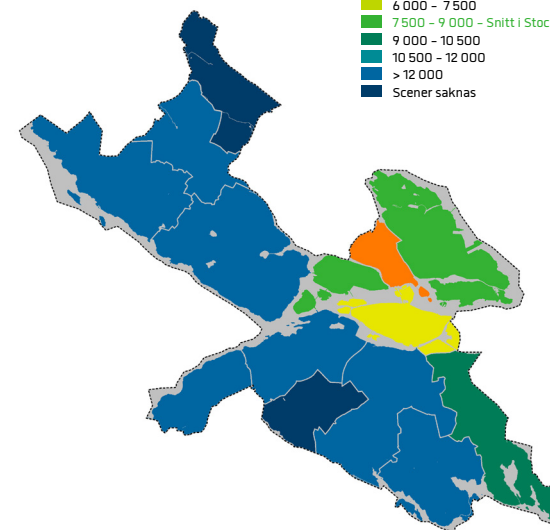 6 000 - 7 500
7 500 - 9 000 - Snitt i Stoc
9 000 - 10 500
10 500 - 12 000
> 12 000
Scener saknas